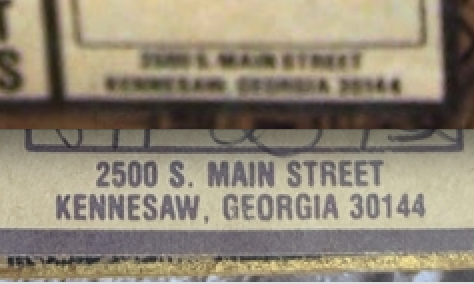 T
S
2500 S. MAIN STREET
KENNESAW, GEORGIA 30144
2500 S. MAIN STREET
KENNESAW, GEORGIA 30144